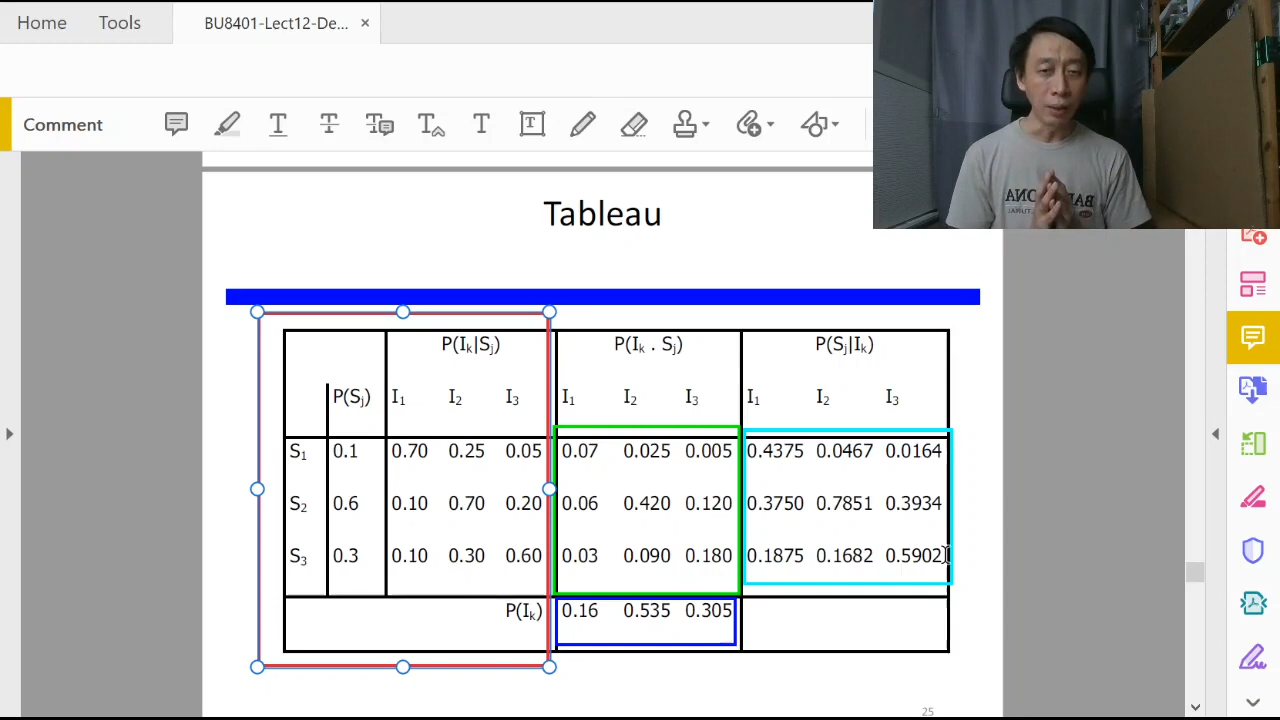 Home Tools BU8401-Lect12-De... ×
Comment
Tableau
P(Iₖ|Sⱼ) P(Iₖ . Sⱼ) P(Sⱼ|Iₖ)
P(Sⱼ) I₁ I₂ I₃ I₁ I₂ I₃ I₁ I₂ I₃
S₁ 0.1 0.70 0.25 0.05 0.07 0.025 0.005 0.4375 0.0467 0.0164
S₂ 0.6 0.10 0.70 0.20 0.06 0.420 0.120 0.3750 0.7851 0.3934
S₃ 0.3 0.10 0.30 0.60 0.03 0.090 0.180 0.1875 0.1682 0.5902
P(Iₖ) 0.16 0.535 0.305
25